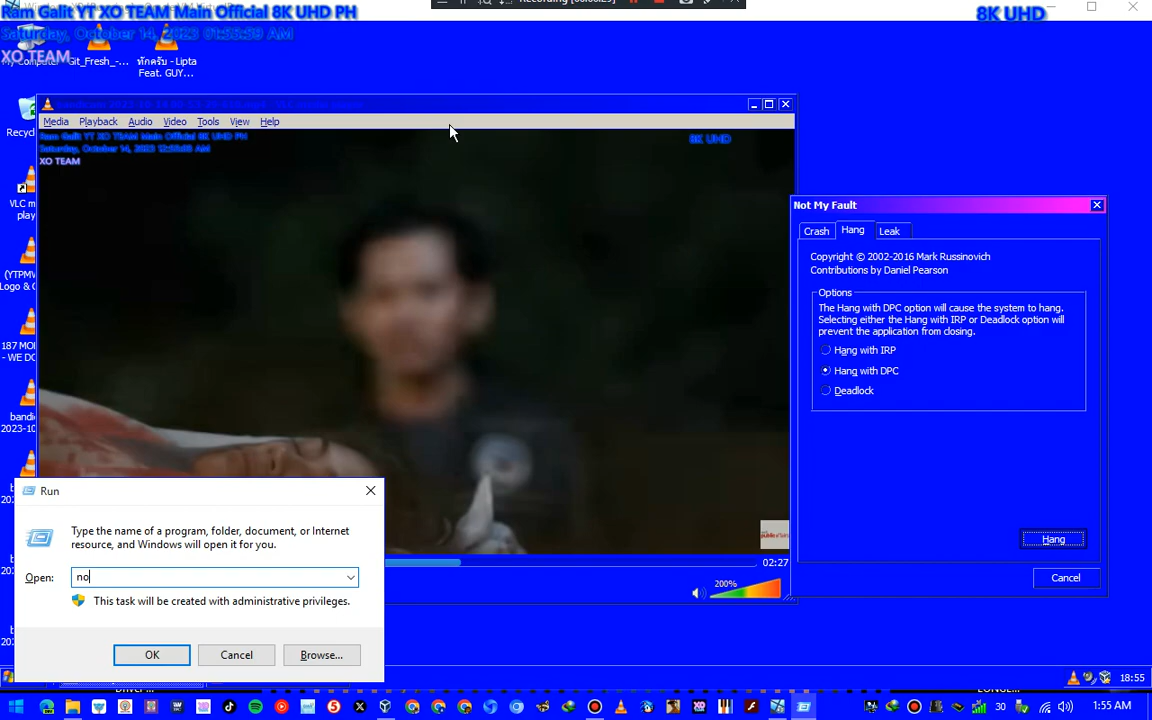 Ram Galit YT XO TEAM Main Official 8K UHD PH
8K UHD
Saturday, October 14, 2023 01:55:59 AM
XO TEAM
My Computer
Git_Fresh_-...
ทักครับ - Lipta
Feat. GUY...
Media Playback Audio Video Tools View Help
Ram Galit YT XO TEAM Main Official 8K UHD PH
8K UHD
Saturday, October 14, 2023
XO TEAM
VLC m
play
(YTPMV
Logo &
187 MO
- WE DO
bandi
2023-10
Not My Fault
Crash Hang Leak
Copyright © 2002-2016 Mark Russinovich
Contributions by Daniel Pearson
Options
The Hang with DPC option will cause the system to hang.
Selecting either the Hang with IRP or Deadlock option will
prevent the application from closing.
Hang with IRP
Hang with DPC
Deadlock
Hang
Cancel
02:27
200%
Run
Type the name of a program, folder, document, or Internet
resource, and Windows will open it for you.
Open: no
This task will be created with administrative privileges.
OK Cancel Browse...
18:55
30
1:55 AM